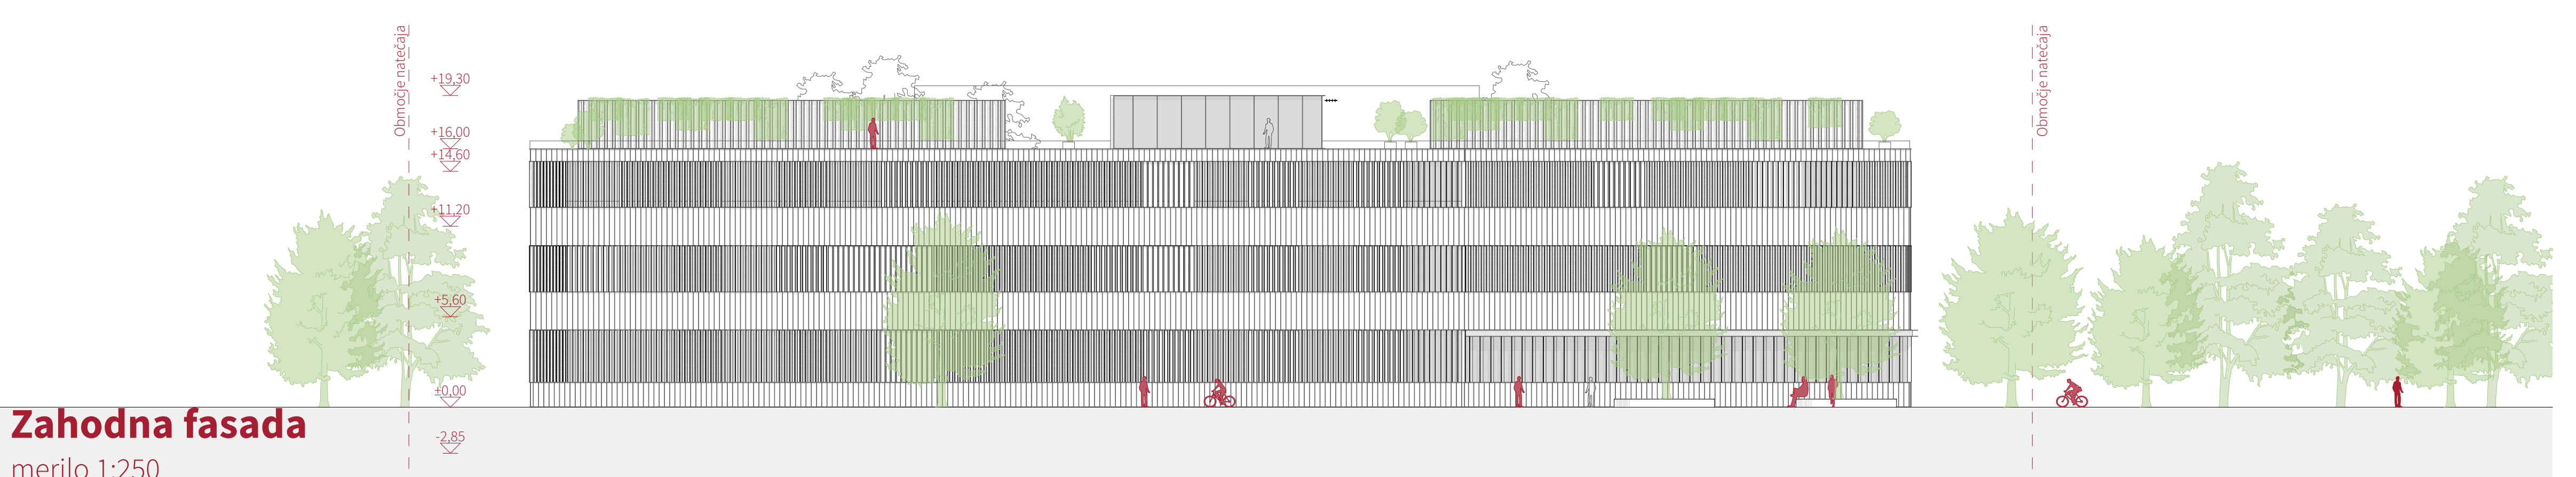 Območje natečaja
+19,30
+16,00
+14,60
+11,20
+5,60
+0,00
-2,85
Območje natečaja
Zahodna fasada
merilo 1:250